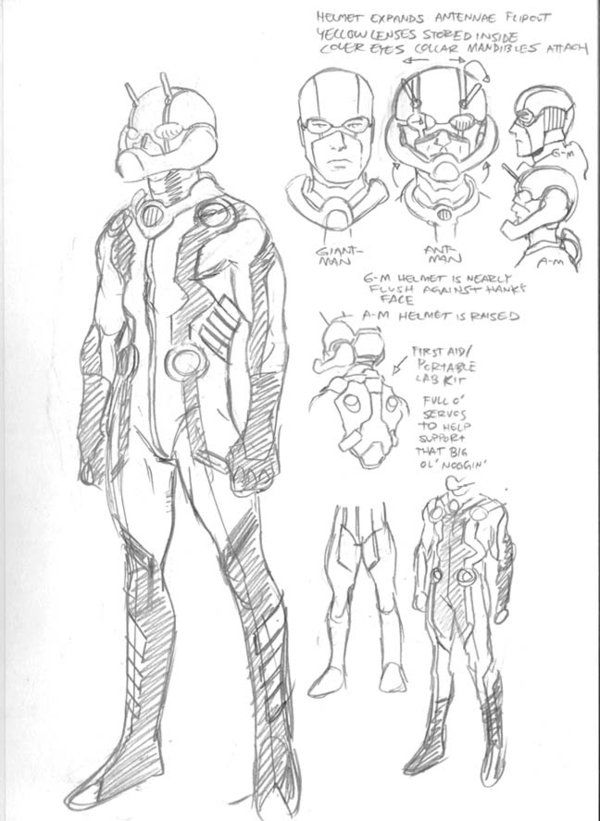 HELMET EXPANDS ANTENNAE FLIPOUT
YELLOW LENSES STORED INSIDE
COVER EYES COLLAR MANDIBLES ATTACH
G-M
GIANT-
MAN
ANT-
MAN
A-M
G-M HELMET IS NEARLY
FLUSH AGAINST HANK'S
FACE
A-M HELMET IS RAISED
FIRST AID/
PORTABLE
LAB KIT
FULL O'
SERVOS
TO HELP
SUPPORT
THAT BIG
OL' NOGGIN'